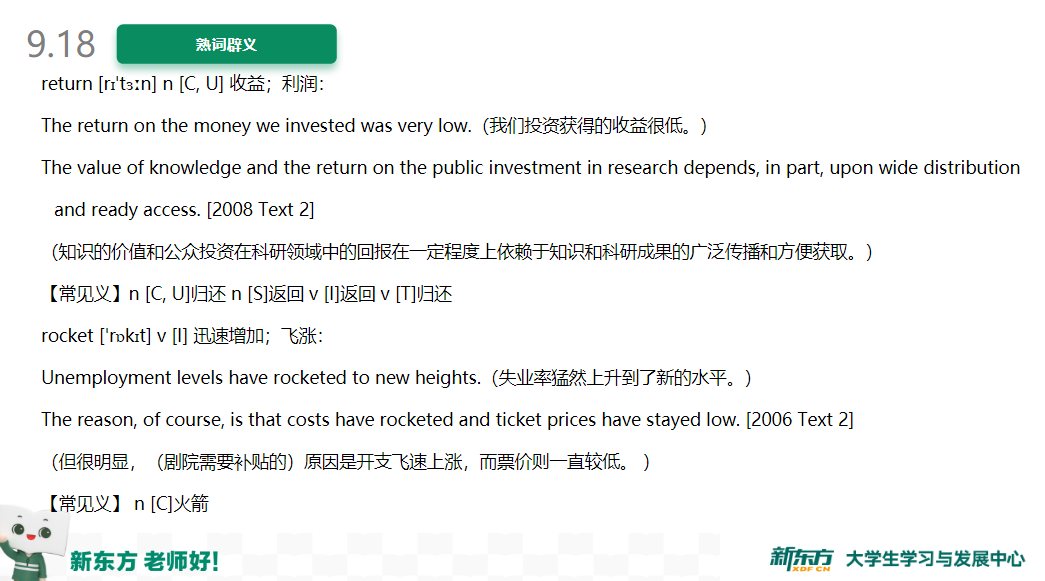 9.18
熟词辟义
return [rɪ'tɜːn] n [C, U] 收益；利润：
The return on the money we invested was very low.（我们投资获得的收益很低。）
The value of knowledge and the return on the public investment in research depends, in part, upon wide distribution
and ready access. [2008 Text 2]
（知识的价值和公众投资在科研领域中的回报在一定程度上依赖于知识和科研成果的广泛传播和方便获取。）
【常见义】n [C, U]归还 n [S]返回 v [I]返回 v [T]归还
rocket ['rɒkɪt] v [I] 迅速增加；飞涨：
Unemployment levels have rocketed to new heights.（失业率猛然上升到了新的水平。）
The reason, of course, is that costs have rocketed and ticket prices have stayed low. [2006 Text 2]
（但很明显，（剧院需要补贴的）原因是开支飞速上涨，而票价则一直较低。 ）
【常见义】 n [C]火箭
新东方 老师好!
新东方 XDF.CN 大学生学习与发展中心